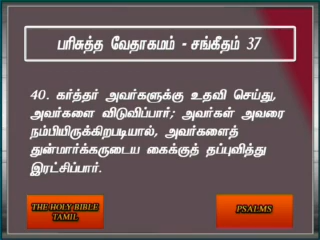 பரிசுத்த வேதாகமம் - சங்கீதம் 37
40. கர்த்தர் அவர்களுக்கு உதவி செய்து,
அவர்களை விடுவிப்பார்; அவர்கள் அவரை
நம்பியிருக்கிறபடியால், அவர்களைத்
துன்மார்க்கருடைய கைக்குத் தப்புவித்து
இரட்சிப்பார்.
THE HOLY BIBLE
TAMIL
PSALMS